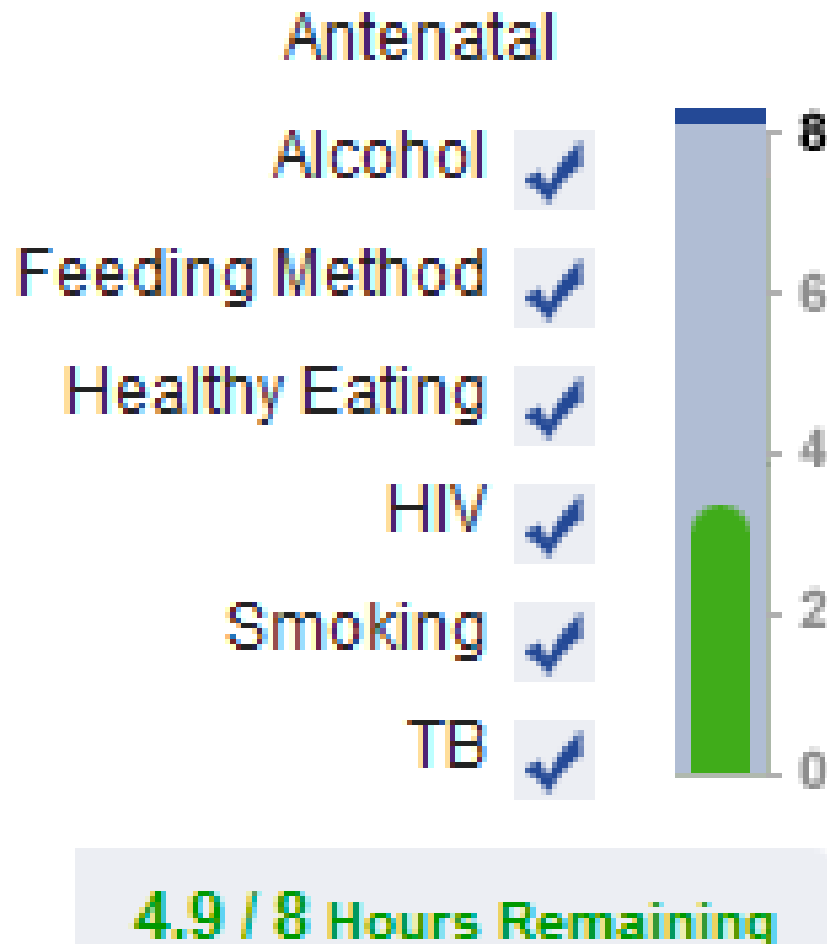 Antenatal
Alcohol
Feeding Method
Healthy Eating
HIV
Smoking
TB
8
6
4
2
0
4.9 / 8 Hours Remaining